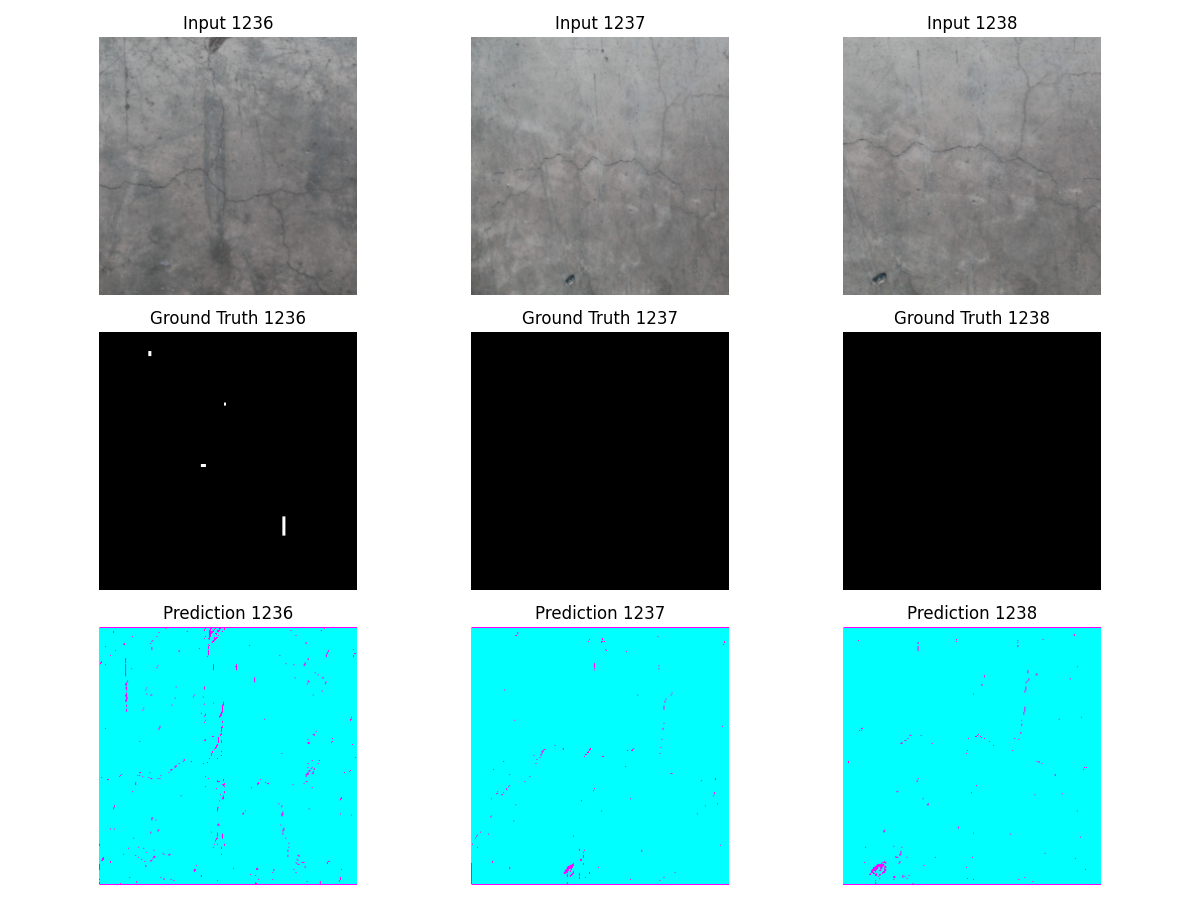 Input 1236
Input 1237
Input 1238
Ground Truth 1236
Ground Truth 1237
Ground Truth 1238
Prediction 1236
Prediction 1237
Prediction 1238